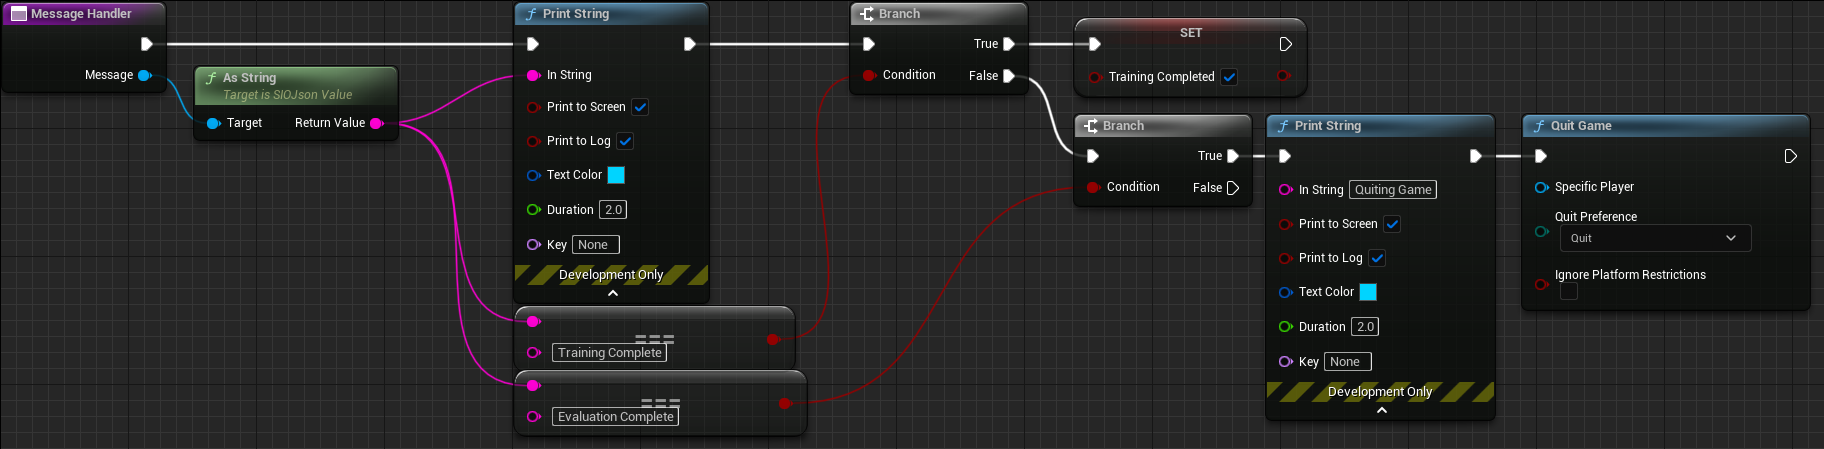 Message Handler
Message
As String
Target is SIOJson Value
Target
Return Value
Print String
In String
Print to Screen
Print to Log
Text Color
Duration 2.0
Key None
Development Only
===
Training Complete
===
Evaluation Complete
Branch
True
Condition
False
SET
Training Completed
Branch
True
Condition
False
Print String
In String Quiting Game
Print to Screen
Print to Log
Text Color
Duration 2.0
Key None
Development Only
Quit Game
Specific Player
Quit Preference
Quit
Ignore Platform Restrictions